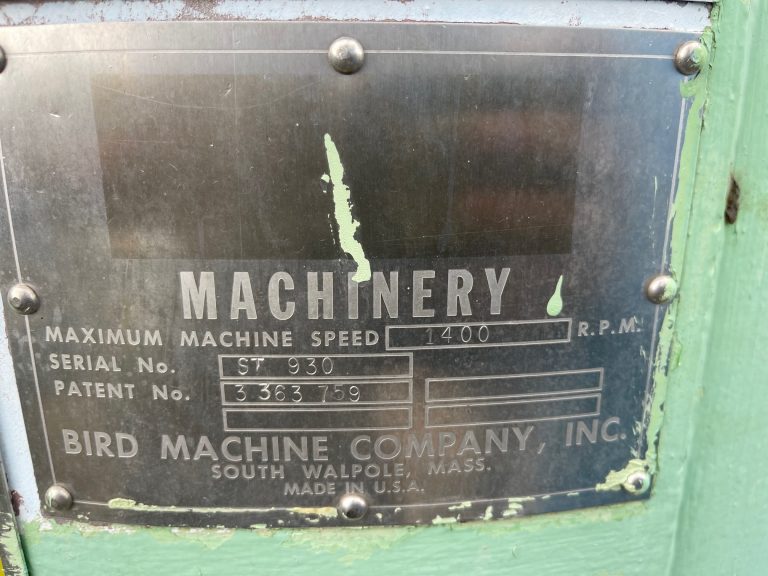 MACHINERY
MAXIMUM MACHINE SPEED 1400 R.P.M.
SERIAL No. ST 930
PATENT No. 3 363 759
BIRD MACHINE COMPANY, INC.
SOUTH WALPOLE, MASS.
MADE IN U.S.A.